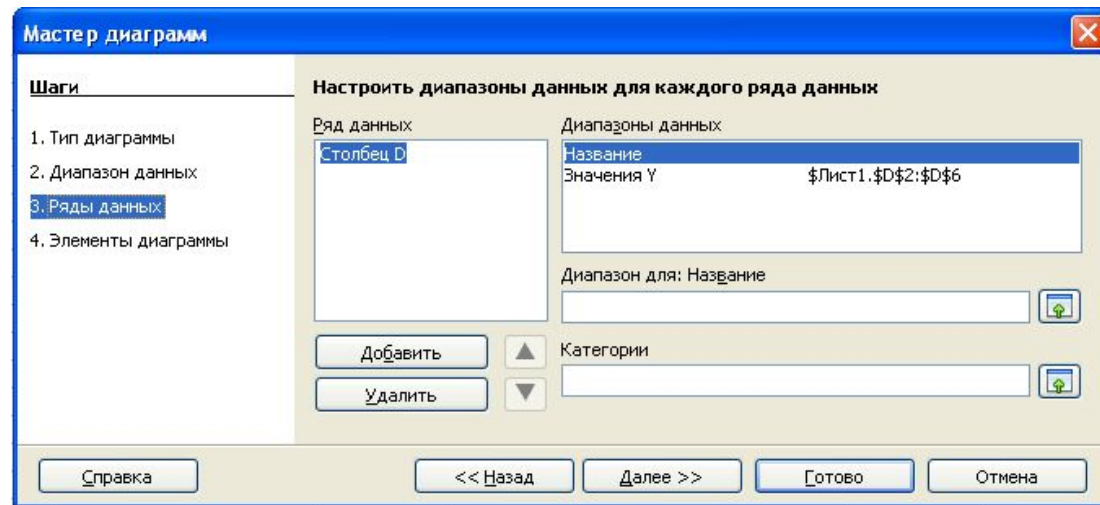 Мастер диаграмм
Шаги
1. Тип диаграммы
2. Диапазон данных
3. Ряды данных
4. Элементы диаграммы
Настроить диапазоны данных для каждого ряда данных
Ряд данных
Столбец D
Диапазоны данных
Название
Значения Y $Лист1.$D$2:$D$6
Диапазон для: Название
Категории
Добавить
Удалить
Справка
<< Назад
Далее >>
Готово
Отмена